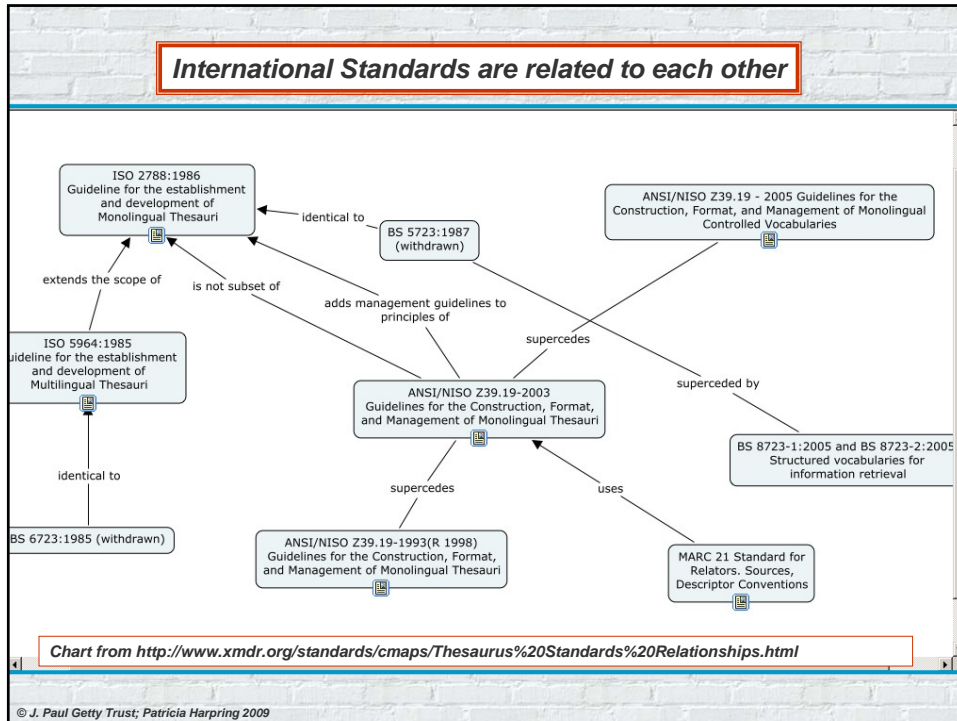 International Standards are related to each other
ISO 2788:1986
Guideline for the establishment
and development of
Monolingual Thesauri
identical to
BS 5723:1987
(withdrawn)
ANSI/NISO Z39.19 - 2005 Guidelines for the
Construction, Format, and Management of Monolingual
Controlled Vocabularies
extends the scope of
is not subset of
adds management guidelines to
principles of
supercedes
superceded by
ISO 5964:1985
uideline for the establishment
and development of
Multilingual Thesauri
ANSI/NISO Z39.19-2003
Guidelines for the Construction, Format,
and Management of Monolingual Thesauri
BS 8723-1:2005 and BS 8723-2:2005
Structured vocabularies for
information retrieval
identical to
supercedes
uses
BS 6723:1985 (withdrawn)
ANSI/NISO Z39.19-1993(R 1998)
Guidelines for the Construction, Format,
and Management of Monolingual Thesauri
MARC 21 Standard for
Relators. Sources,
Descriptor Conventions
Chart from http://www.xmdr.org/standards/cmaps/Thesaurus%20Standards%20Relationships.html
© J. Paul Getty Trust; Patricia Harpring 2009